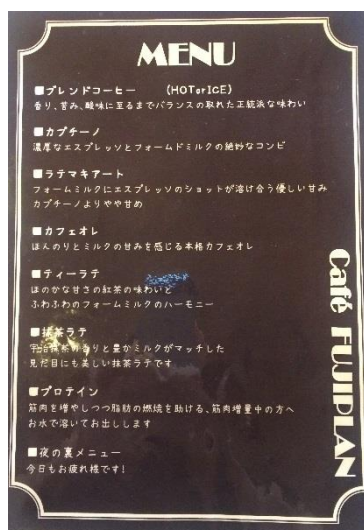 MENU
■ブレンドコーヒー (HOTorICE)
香り、苦み、酸味に至るまでバランスの取れた正統派な味わい
■カプチーノ
濃厚なエスプレッソとフォームドミルクの絶妙なコンビ
■ラテマキアート
フォームミルクにエスプレッソのショットが溶け合う優しい甘み
カプチーノよりやや甘め
■カフェオレ
ほんのりとミルクの甘みを感じる本格カフェオレ
■ティーラテ
ほのかな甘さの紅茶の味わいと
ふわふわのフォームミルクのハーモニー
■抹茶ラテ
宇治抹茶の香りと豊かミルクがマッチした
見た目にも美しい抹茶ラテです
■プロテイン
筋肉を増やしつつ脂肪の燃焼を助ける、筋肉増量中の方へ
お水で溶いてお出しします
■夜の裏メニュー
今日もお疲れ様です!
Café FUJIPLAN